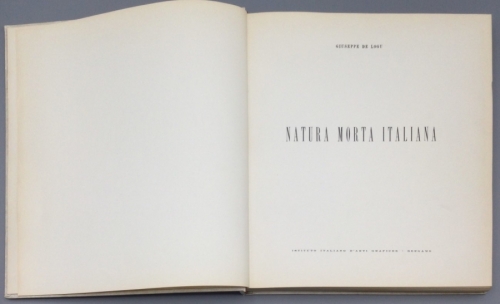 GIUSEPPE DE LOGU
NATURA MORTA ITALIANA
ISTITUTO ITALIANO D'ARTI GRAFICHE - BERGAMO